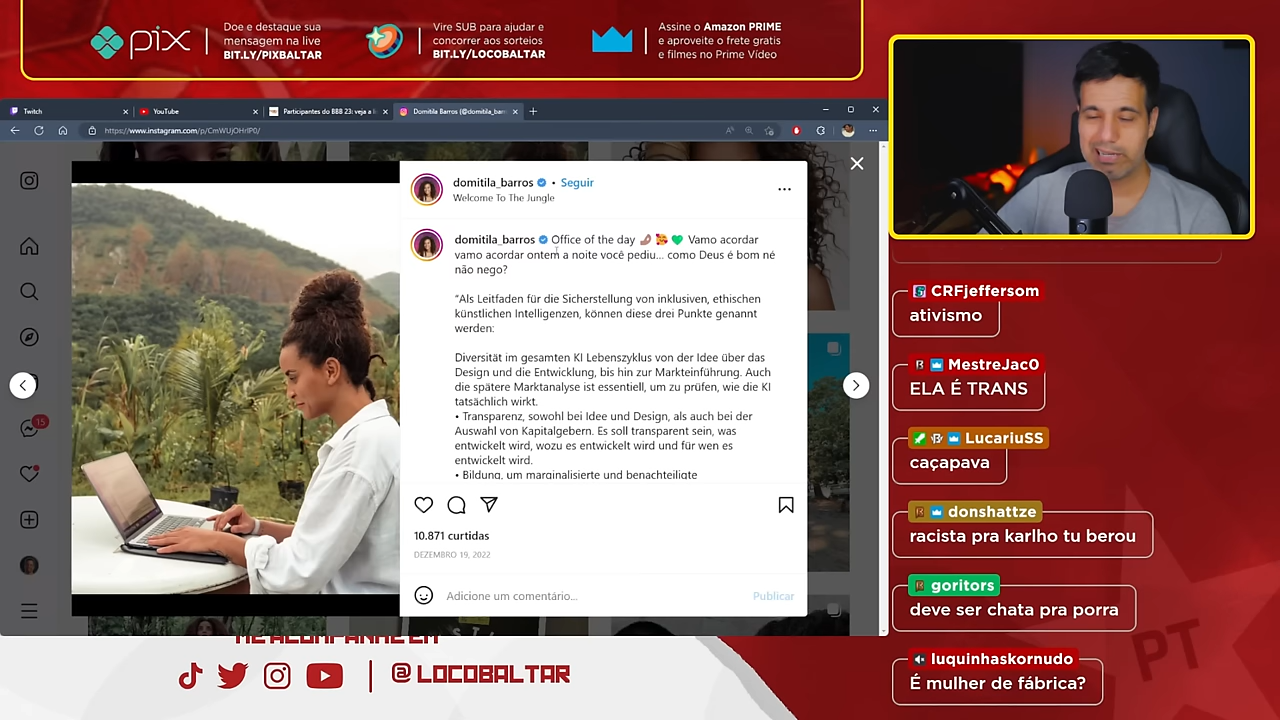 pix
Doe e destaque sua
mensagem na live
BIT.LY/PIXBALTAR
Vire SUB para ajudar e
concorrer aos sorteios
BIT.LY/LOCOBALTAR
Assine o Amazon PRIME
e aproveite o frete gratis
e filmes no Prime Vídeo
Twitch
YouTube
Participantes do BBB 23: veja a l
Domitila Barros (@domitila_barr
https://www.instagram.com/p/CmWUjOHrlP0/
15
domitila_barros • Seguir
Welcome To The Jungle
domitila_barros Office of the day 🤌🏽 🥰 💚 Vamo acordar
vamo acordar ontem a noite você pediu... como Deus é bom né
não nego?
“Als Leitfaden für die Sicherstellung von inklusiven, ethischen
künstlichen Intelligenzen, können diese drei Punkte genannt
werden:
Diversität im gesamten KI Lebenszyklus von der Idee über das
Design und die Entwicklung, bis hin zur Markteinführung. Auch
die spätere Marktanalyse ist essentiell, um zu prüfen, wie die KI
tatsächlich wirkt.
• Transparenz, sowohl bei Idee und Design, als auch bei der
Auswahl von Kapitalgebern. Es soll transparent sein, was
entwickelt wird, wozu es entwickelt wird und für wen es
entwickelt wird.
• Bildung, um marginalisierte und benachteiligte
10.871 curtidas
DEZEMBRO 19, 2022
Adicione um comentário...
Publicar
CRFjeffersom
ativismo
MestreJac0
ELA É TRANS
LucariuSS
caçapava
donshattze
racista pra karlho tu berou
goritors
deve ser chata pra porra
luquinhaskornudo
É mulher de fábrica?
ME ACOMPANHE EM
@LOCOBALTAR
PT